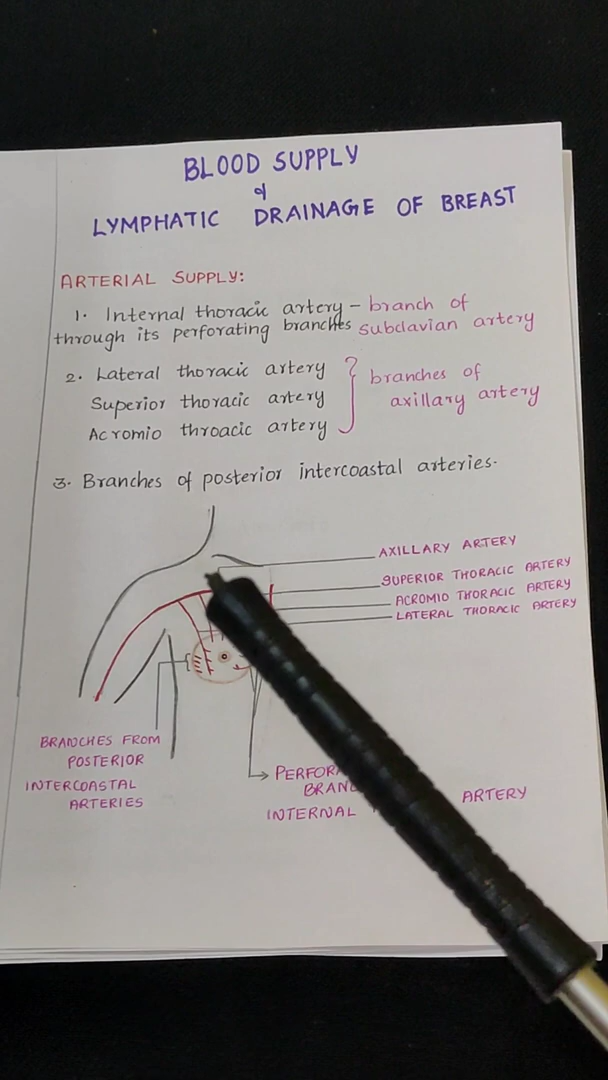 BLOOD SUPPLY
&
LYMPHATIC DRAINAGE OF BREAST
ARTERIAL SUPPLY:
1. Internal thoracic artery - branch of
through its perforating branches subclavian artery
2. Lateral thoracic artery
Superior thoracic artery
Acromio throacic artery
branches of
axillary artery
3. Branches of posterior intercoastal arteries.
AXILLARY ARTERY
SUPERIOR THORACIC ARTERY
ACROMIO THORACIC ARTERY
LATERAL THORACIC ARTERY
BRANCHES FROM
POSTERIOR
INTERCOASTAL
ARTERIES
INTERNAL ARTERY